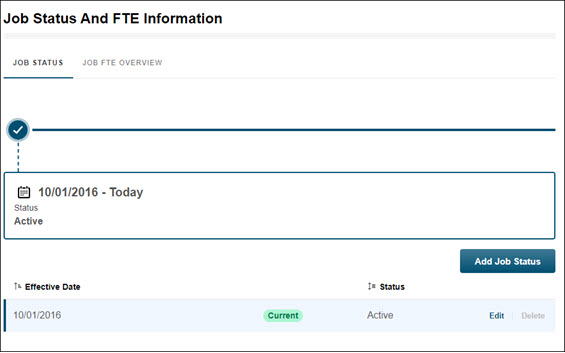 Job Status And FTE Information
JOB STATUS JOB FTE OVERVIEW
10/01/2016 - Today
Status
Active
Add Job Status
Effective Date Status
10/01/2016 Current Active Edit Delete